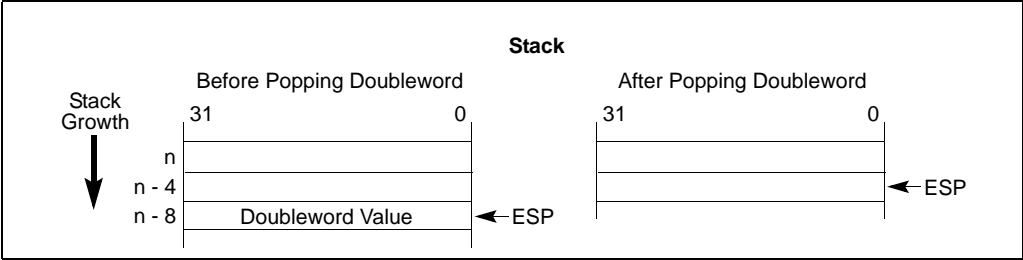 Stack
Before Popping Doubleword
After Popping Doubleword
Stack
Growth
31 0
31 0
n
n - 4
ESP
n - 8 Doubleword Value ESP